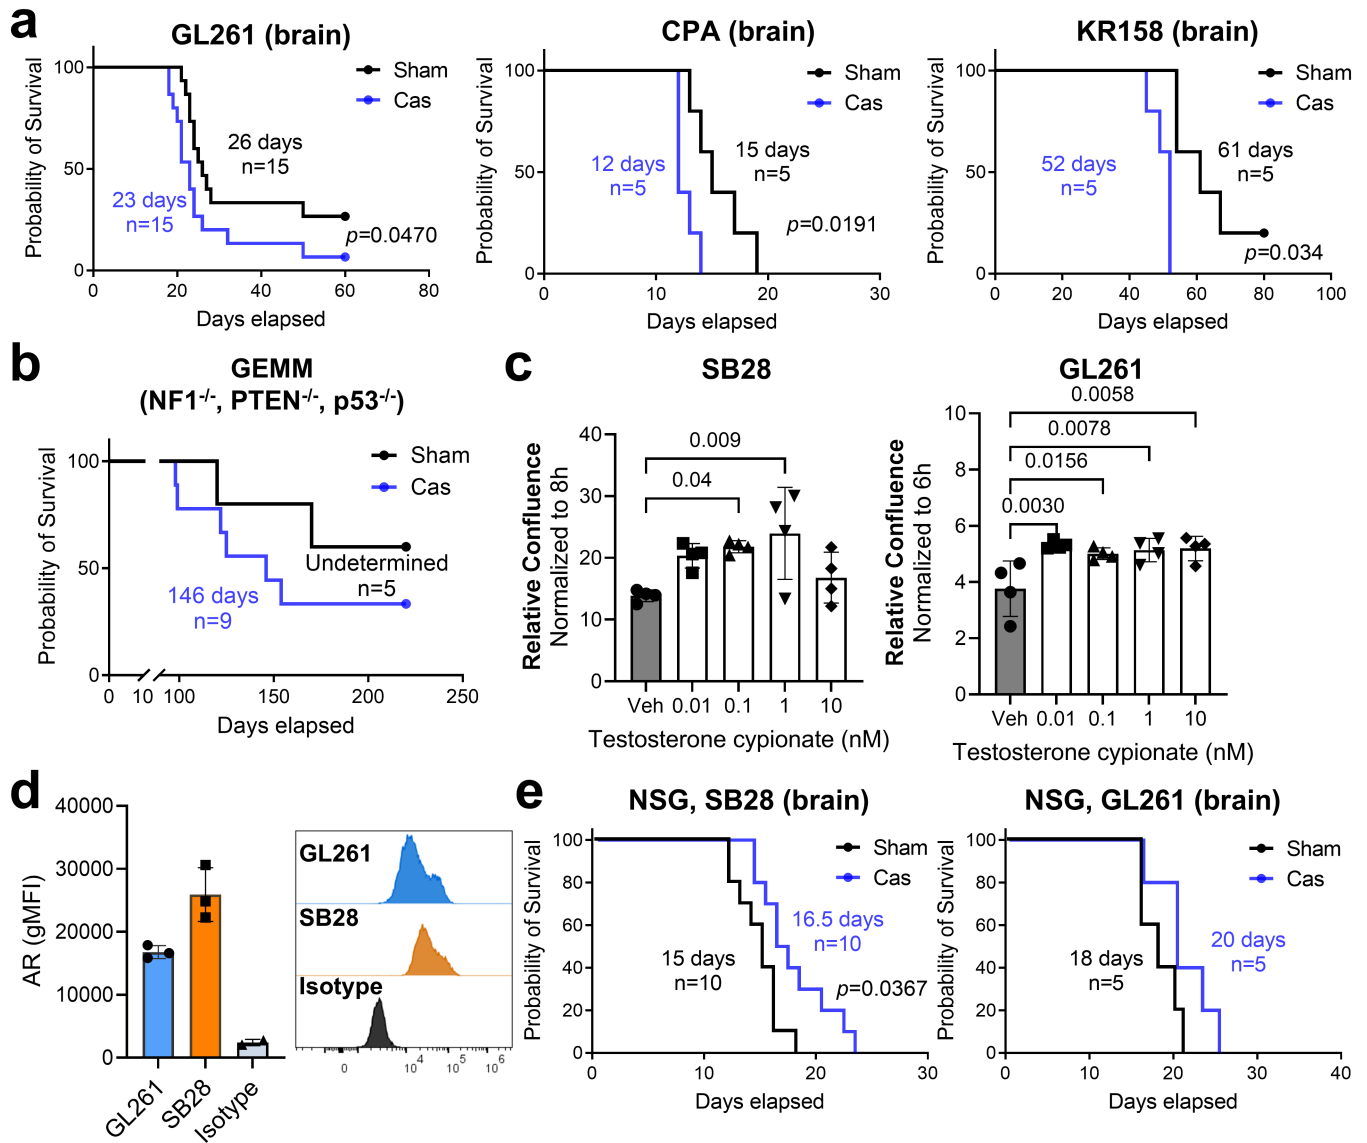 a
GL261 (brain)
Probability of Survival
100
50
0
0 20 40 60 80
Days elapsed
Sham
Cas
26 days
n=15
23 days
n=15
p=0.0470
CPA (brain)
Probability of Survival
100
50
0
0 10 20 30
Days elapsed
Sham
Cas
12 days
n=5
15 days
n=5
p=0.0191
KR158 (brain)
Probability of Survival
100
50
0
0 20 40 60 80 100
Days elapsed
Sham
Cas
52 days
n=5
61 days
n=5
p=0.034
b
GEMM
(NF1-/-, PTEN-/-, p53-/-)
Probability of Survival
100
50
0
0 10 100 150 200 250
Days elapsed
Sham
Cas
Undetermined
n=5
146 days
n=9
c
SB28
Relative Confluence
Normalized to 8h
40
30
20
10
0
0.009
0.04
Veh 0.01 0.1 1 10
Testosterone cypionate (nM)
GL261
Relative Confluence
Normalized to 6h
10
8
6
4
2
0
0.0058
0.0078
0.0156
0.0030
Veh 0.01 0.1 1 10
Testosterone cypionate (nM)
d
AR (gMFI)
40000
30000
20000
10000
0
GL261
SB28
Isotype
GL261
SB28
Isotype
0 10^4 10^5 10^6
e
NSG, SB28 (brain)
Probability of Survival
100
80
60
40
20
0
0 10 20 30
Days elapsed
Sham
Cas
16.5 days
n=10
15 days
n=10
p=0.0367
NSG, GL261 (brain)
Probability of Survival
100
80
60
40
20
0
0 10 20 30 40
Days elapsed
Sham
Cas
18 days
n=5
20 days
n=5